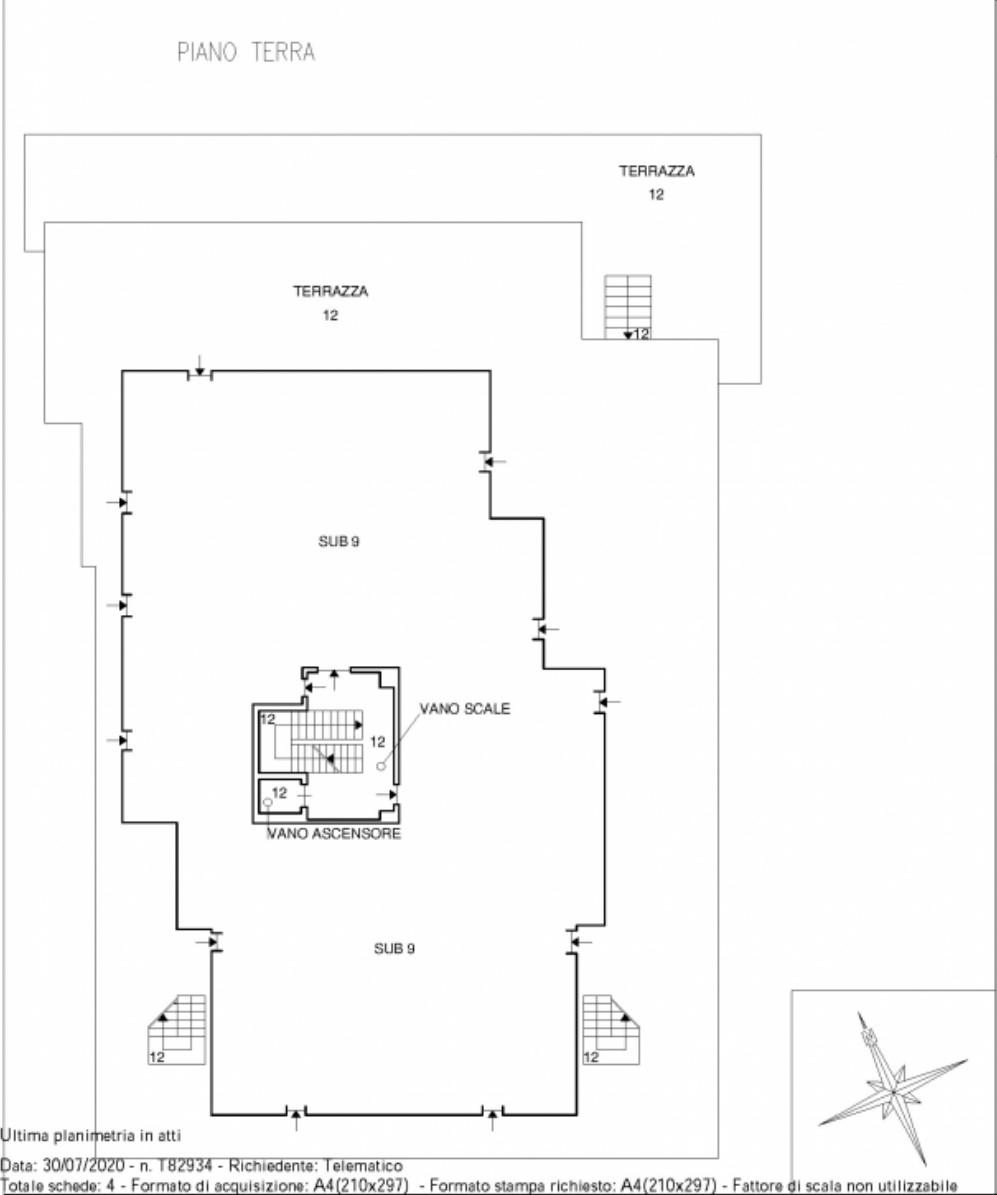 PIANO TERRA
TERRAZZA
12
TERRAZZA
12
12
SUB 9
VANO SCALE
12
12
12
VANO ASCENSORE
SUB 9
12
12
N
Ultima planimetria in atti
Data: 30/07/2020 - n. T82934 - Richiedente: Telematico
Totale schede: 4 - Formato di acquisizione: A4(210x297) - Formato stampa richiesto: A4(210x297) - Fattore di scala non utilizzabile